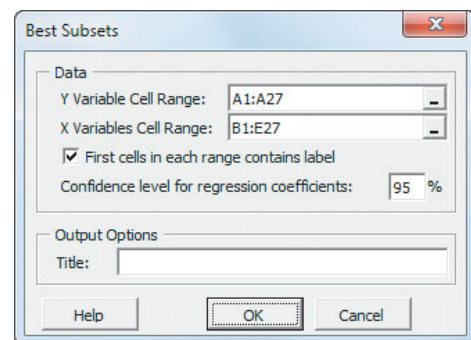 Best Subsets
Data
Y Variable Cell Range: A1:A27
X Variables Cell Range: B1:E27
First cells in each range contains label
Confidence level for regression coefficients: 95 %
Output Options
Title:
Help OK Cancel